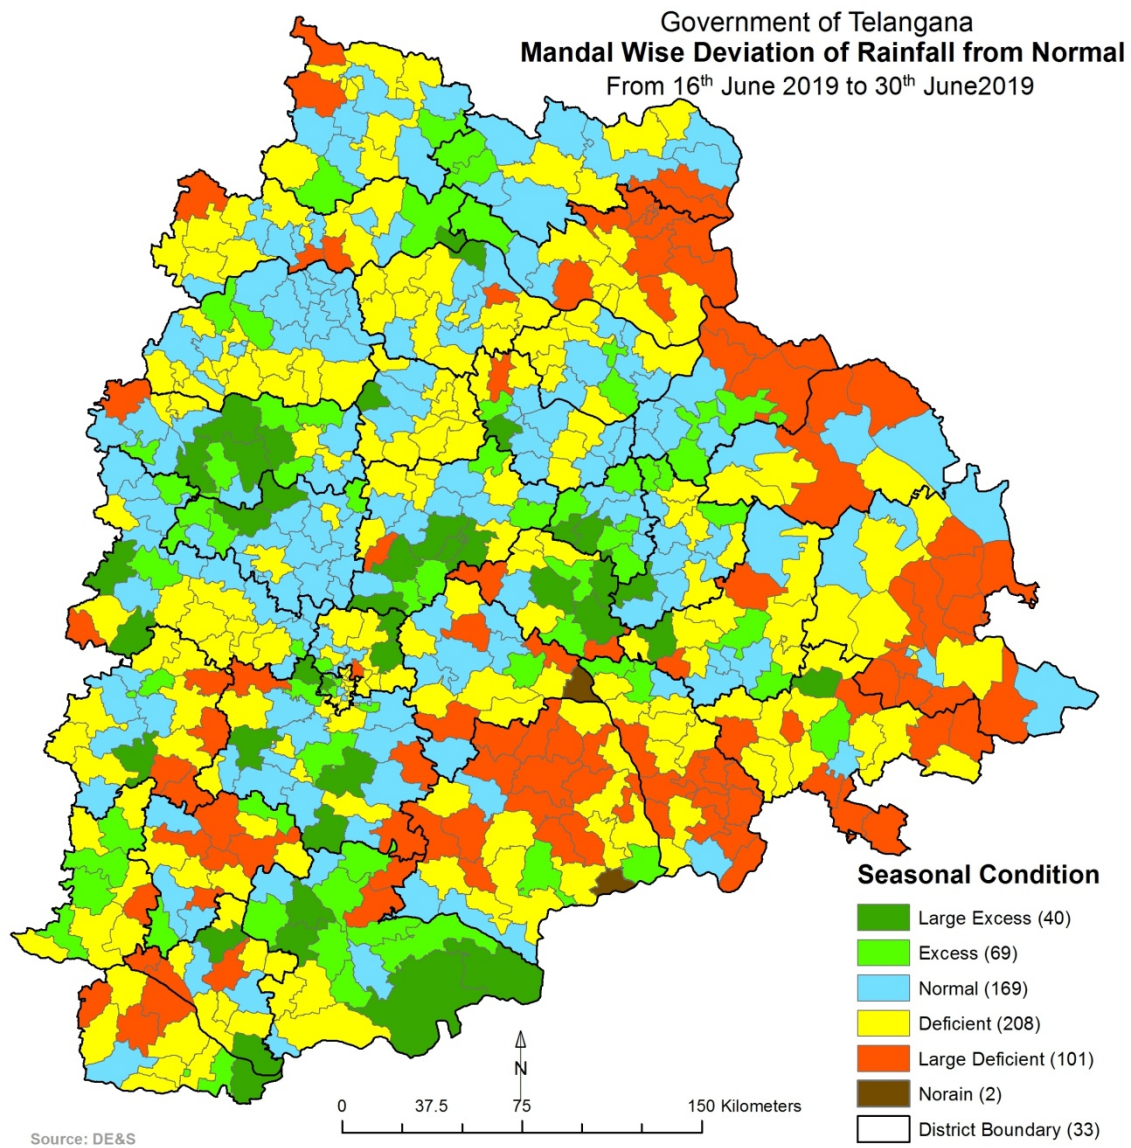 Government of Telangana
Mandal Wise Deviation of Rainfall from Normal
From 16th June 2019 to 30th June2019
Seasonal Condition
Large Excess (40)
Excess (69)
Normal (169)
Deficient (208)
Large Deficient (101)
Norain (2)
District Boundary (33)
N
0 37.5 75 150 Kilometers
Source: DE&S